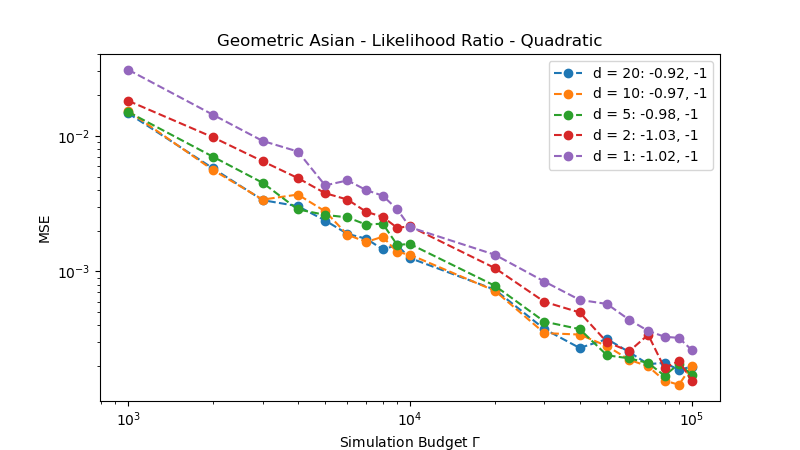 Geometric Asian - Likelihood Ratio - Quadratic
d = 20: -0.92, -1
d = 10: -0.97, -1
d = 5: -0.98, -1
d = 2: -1.03, -1
d = 1: -1.02, -1
MSE
10⁻²
10⁻³
10³
10⁴
10⁵
Simulation Budget Γ